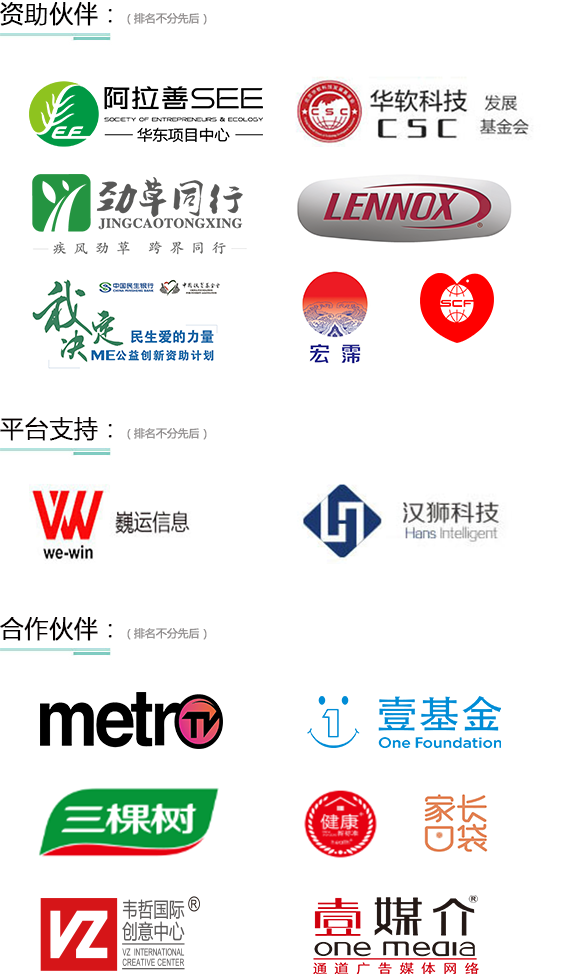 资助伙伴：（排名不分先后）
阿拉善SEE
SOCIETY OF ENTREPRENEURS & ECOLOGY
华东项目中心
CSC
华软科技 发展
CSC 基金会
劲草同行
JINGCAOTONGXING
疾风劲草 跨界同行
LENNOX®
中国民生银行
CHINA MINSHENG BANK
我决定 民生爱的力量
ME公益创新资助计划
宏霈
SCF
平台支持：（排名不分先后）
we-win
巍运信息
汉狮科技
Hans Intelligent
合作伙伴：（排名不分先后）
metro TV
1
壹基金
One Foundation
三棵树
健康+
家长口袋
VZ
韦哲国际®
创意中心
VZ INTERNATIONAL
CREATIVE CENTER
壹媒介®
one media
通道广告媒体网络